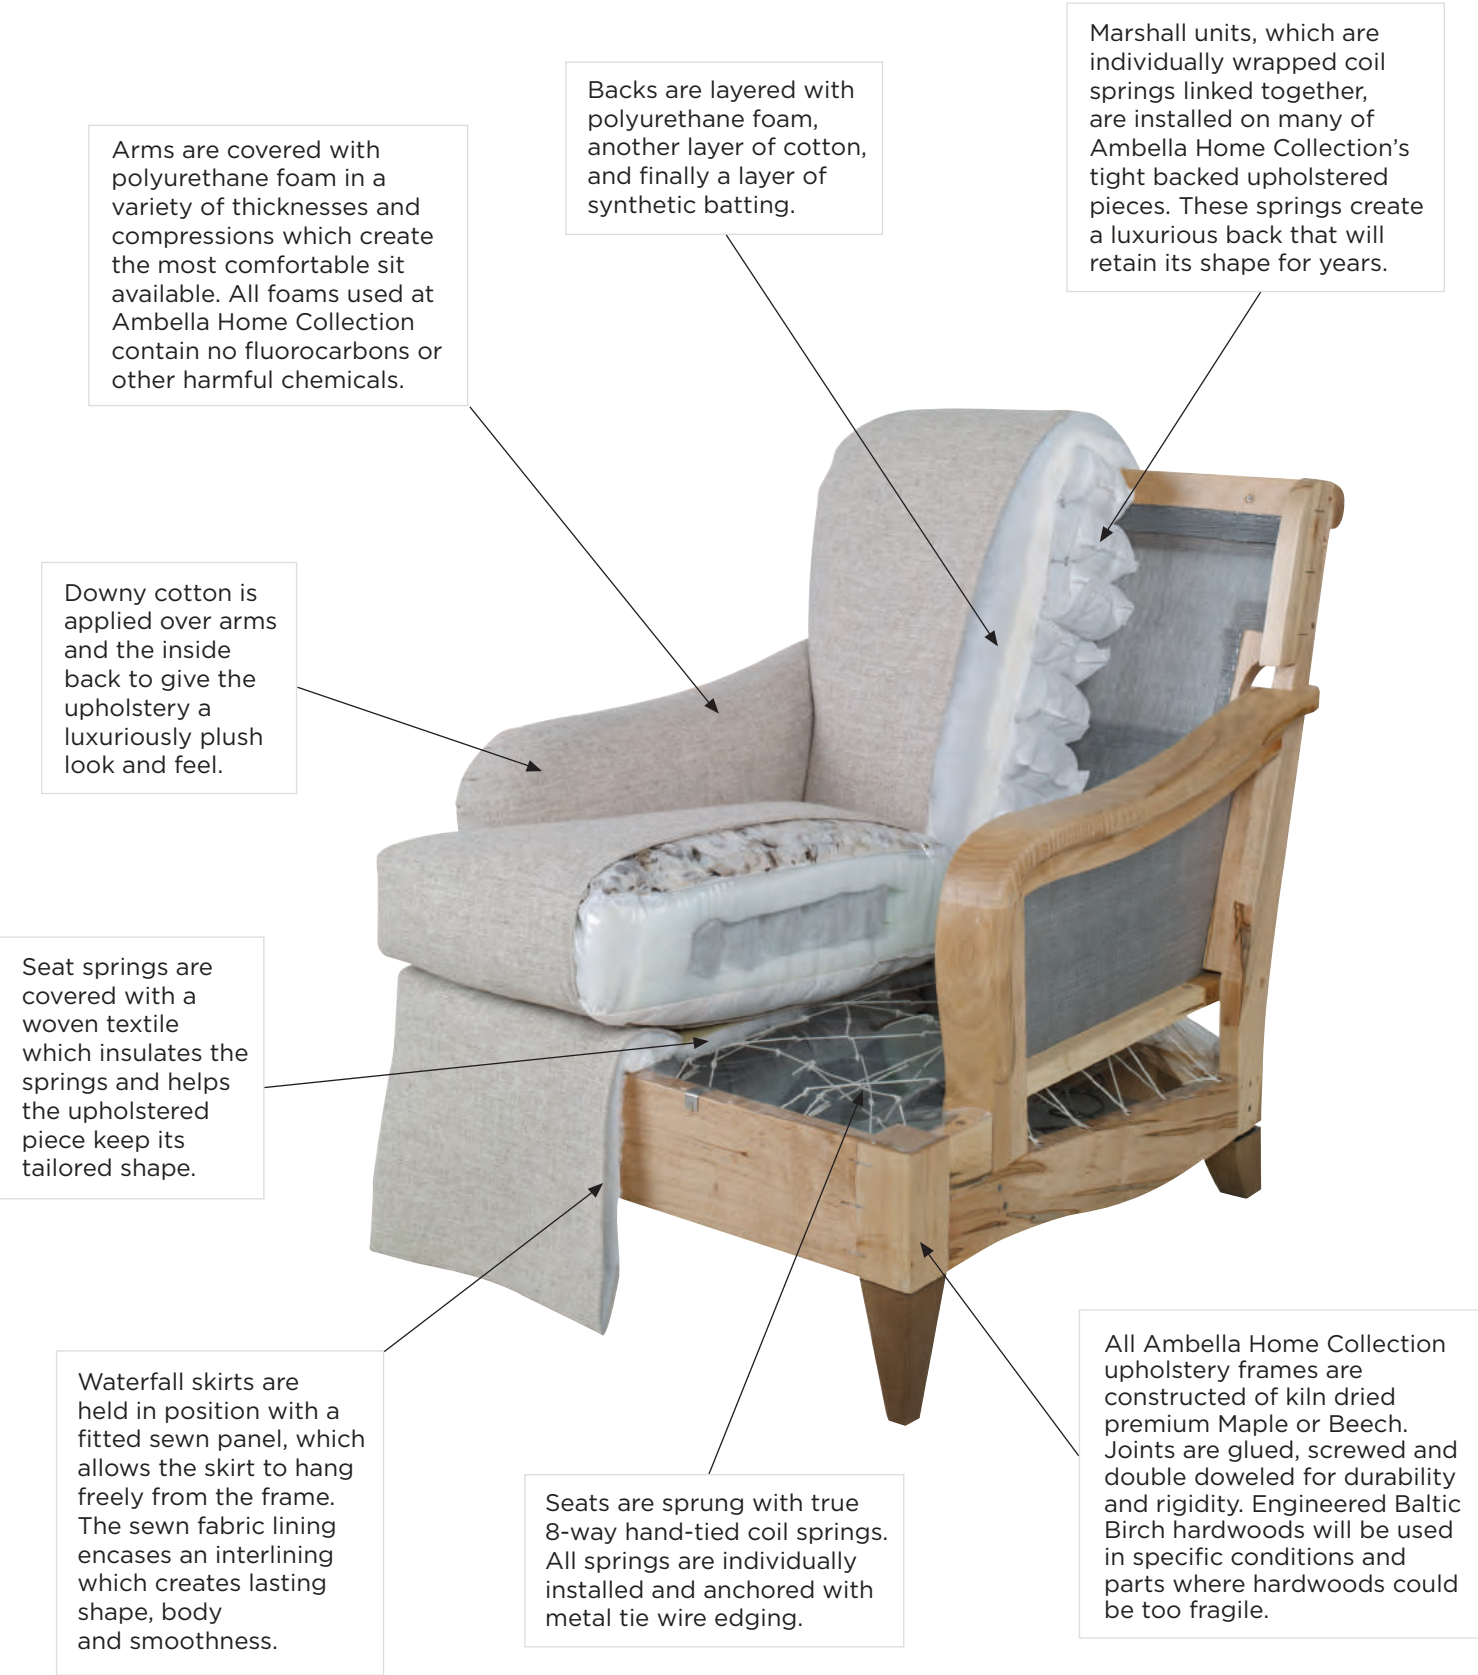 Marshall units, which are
individually wrapped coil
springs linked together,
are installed on many of
Ambella Home Collection’s
tight backed upholstered
pieces. These springs create
a luxurious back that will
retain its shape for years.
Backs are layered with
polyurethane foam,
another layer of cotton,
and finally a layer of
synthetic batting.
Arms are covered with
polyurethane foam in a
variety of thicknesses and
compressions which create
the most comfortable sit
available. All foams used at
Ambella Home Collection
contain no fluorocarbons or
other harmful chemicals.
Downy cotton is
applied over arms
and the inside
back to give the
upholstery a
luxuriously plush
look and feel.
Seat springs are
covered with a
woven textile
which insulates the
springs and helps
the upholstered
piece keep its
tailored shape.
Waterfall skirts are
held in position with a
fitted sewn panel, which
allows the skirt to hang
freely from the frame.
The sewn fabric lining
encases an interlining
which creates lasting
shape, body
and smoothness.
Seats are sprung with true
8-way hand-tied coil springs.
All springs are individually
installed and anchored with
metal tie wire edging.
All Ambella Home Collection
upholstery frames are
constructed of kiln dried
premium Maple or Beech.
Joints are glued, screwed and
double doweled for durability
and rigidity. Engineered Baltic
Birch hardwoods will be used
in specific conditions and
parts where hardwoods could
be too fragile.